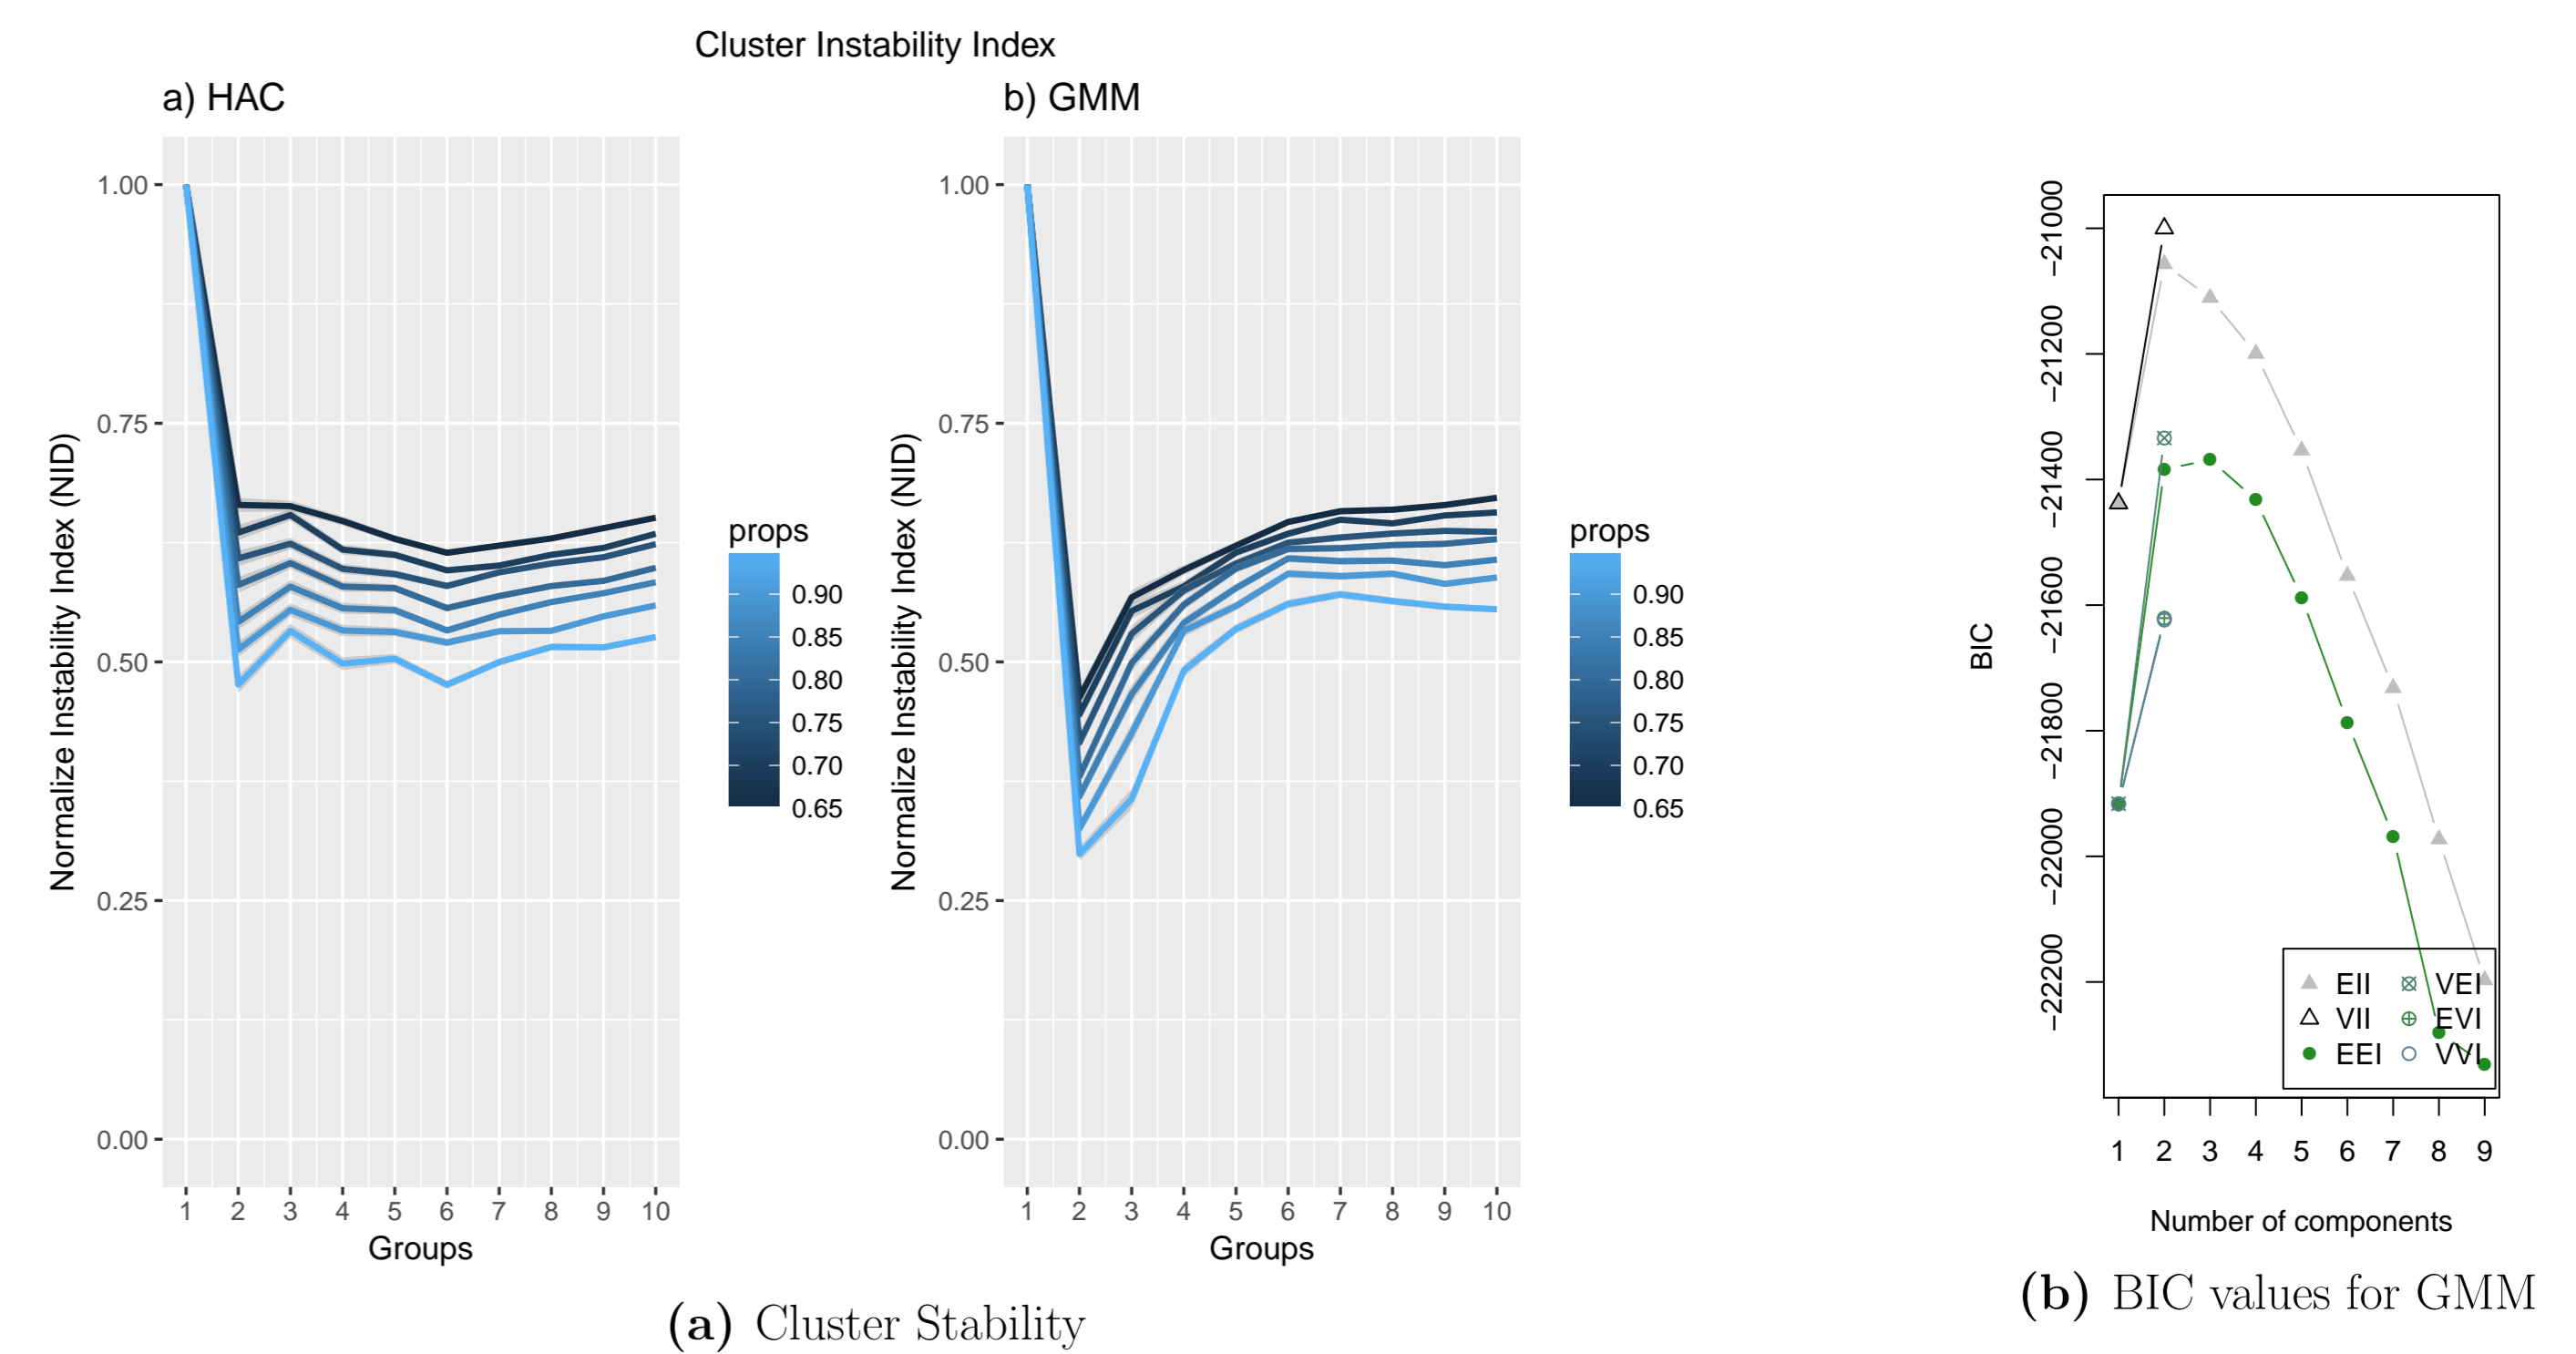 Cluster Instability Index
a) HAC
Normalize Instability Index (NID)
1.00
0.75
0.50
0.25
0.00
1 2 3 4 5 6 7 8 9 10
Groups
props
0.90
0.85
0.80
0.75
0.70
0.65
b) GMM
Normalize Instability Index (NID)
1.00
0.75
0.50
0.25
0.00
1 2 3 4 5 6 7 8 9 10
Groups
props
0.90
0.85
0.80
0.75
0.70
0.65
(a) Cluster Stability
BIC
−21000
−21200
−21400
−21600
−21800
−22000
−22200
EII VEI
VII EVI
EEI VVI
1 2 3 4 5 6 7 8 9
Number of components
(b) BIC values for GMM